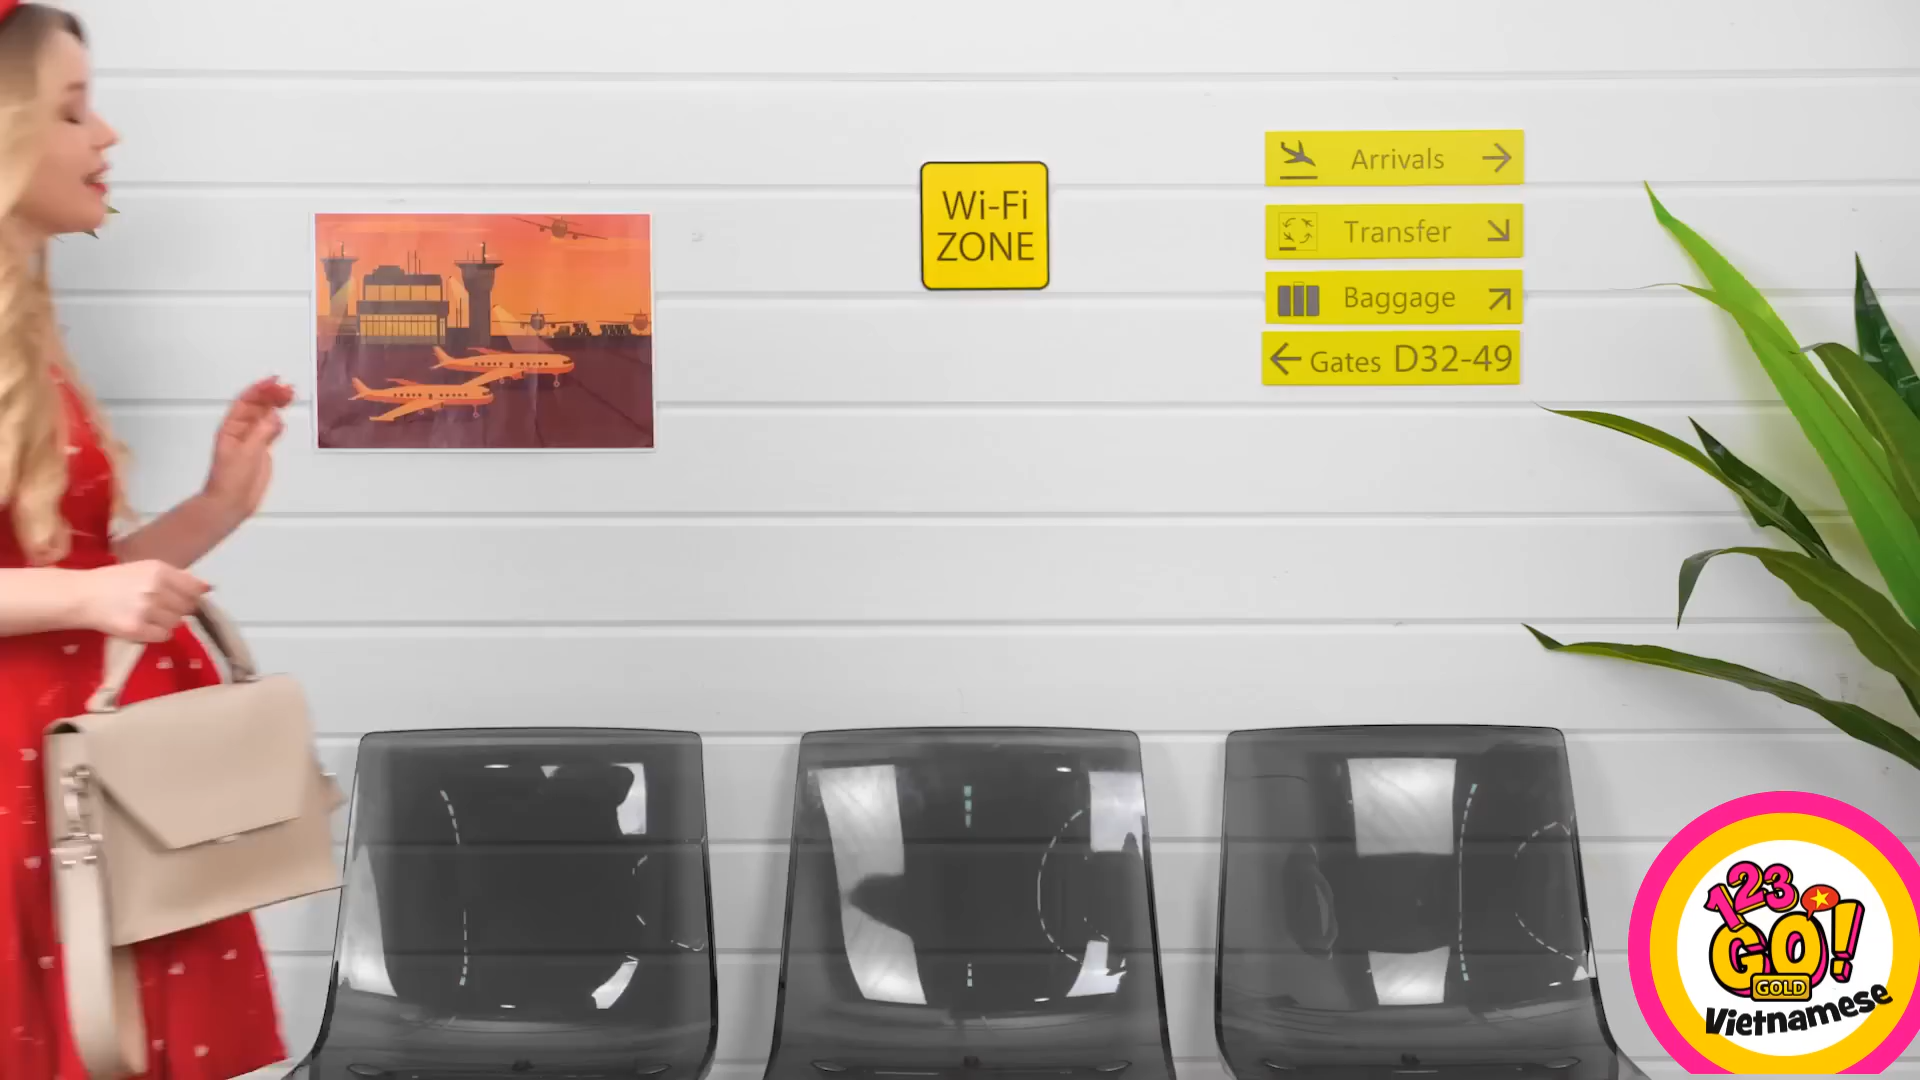 Wi-Fi
ZONE
Arrivals
Transfer
Baggage
Gates D32-49
123
GO!
GOLD
Vietnamese